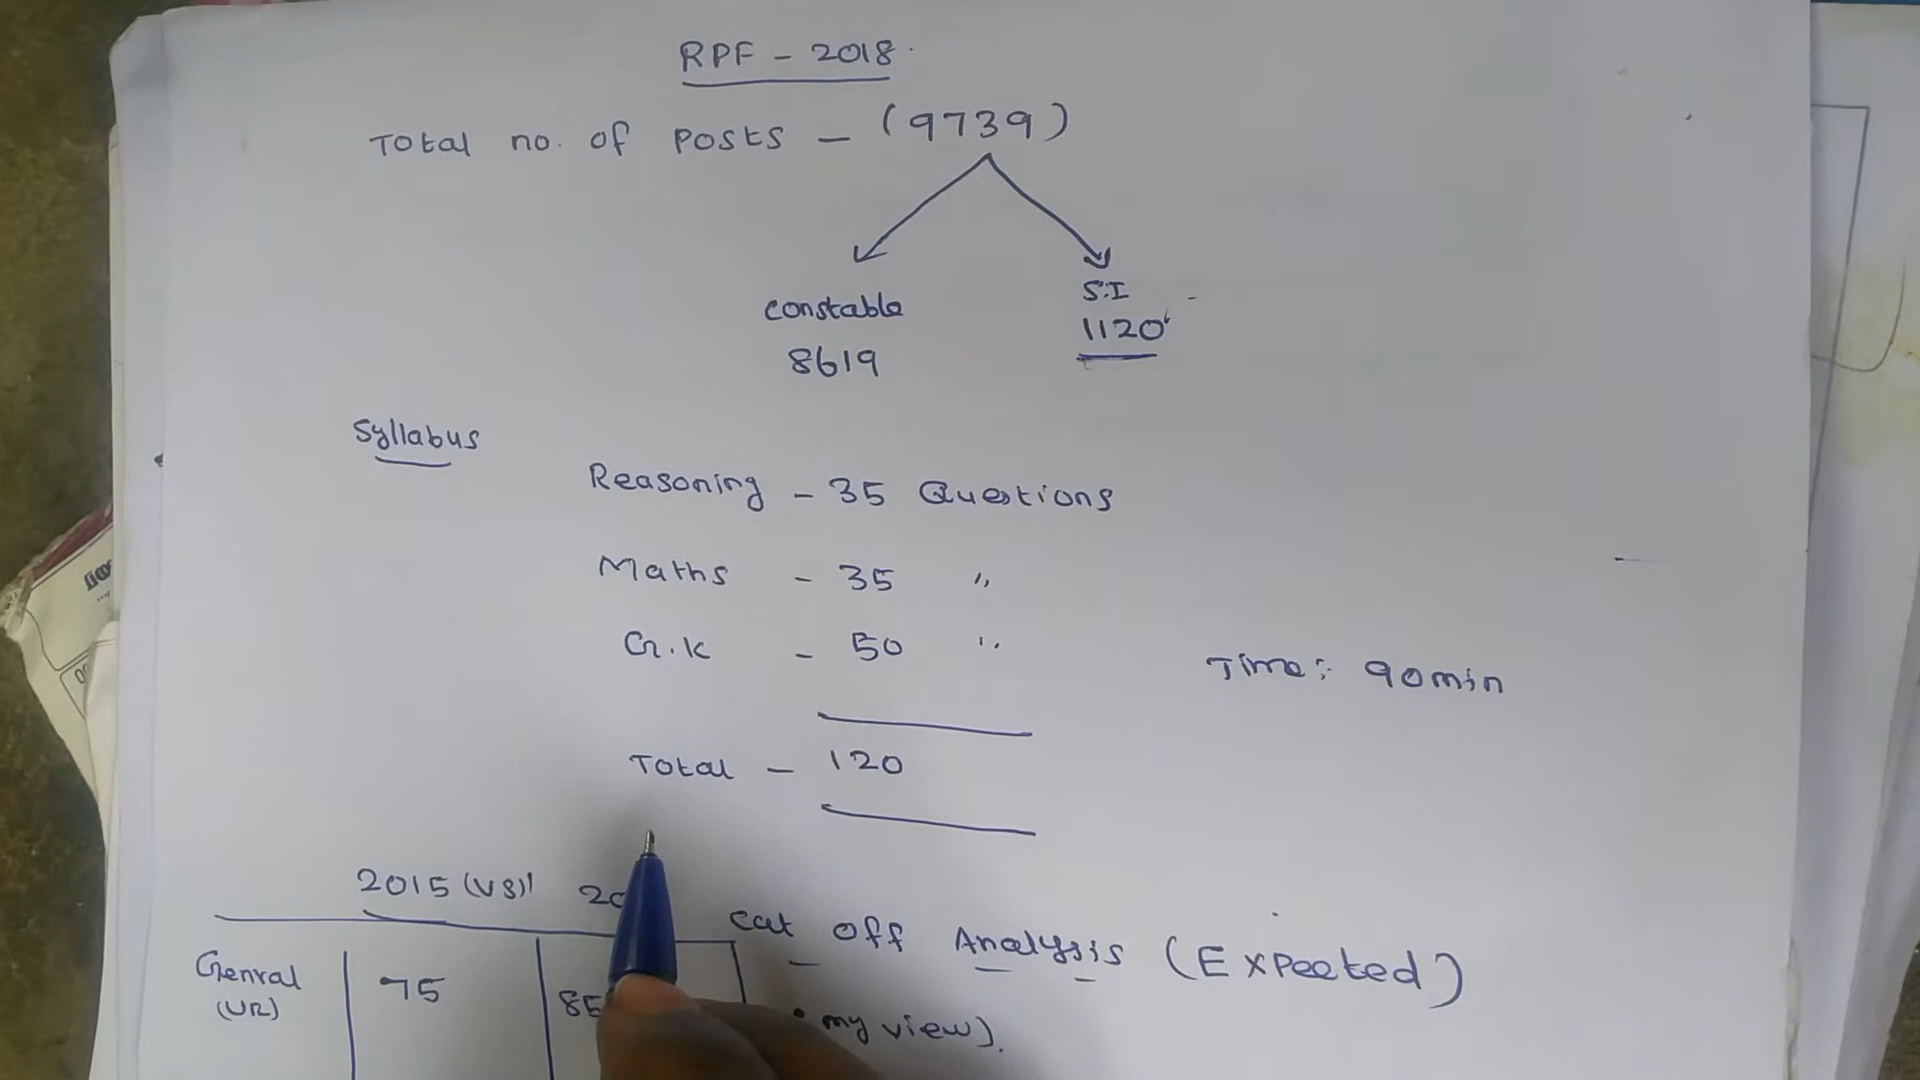 RPF - 2018
Total no. of posts - (9739)
constable
8619
S.I
1120
Syllabus
Reasoning - 35 Questions
Maths - 35 "
G.K - 50 "
Time: 90min
Total - 120
2015 (VS)
Cut off Analysis (Expected)
Genral
(UR)
75
85
my view).